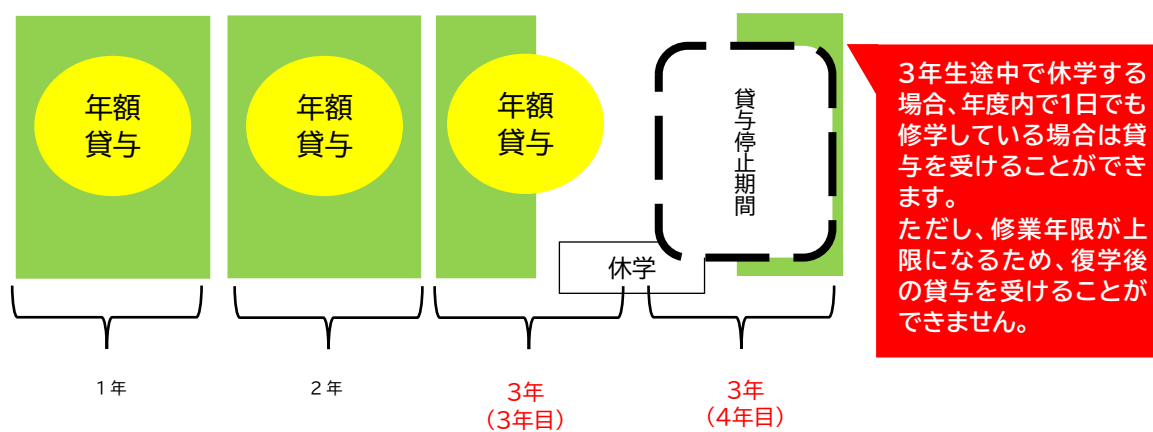 年額
貸与
年額
貸与
年額
貸与
貸与停止期間
休学
3年生途中で休学する
場合、年度内で1日でも
修学している場合は貸
与を受けることができ
ます。
ただし、修業年限が上
限になるため、復学後
の貸与を受けることが
できません。
1年
2年
3年
（3年目）
3年
（4年目）